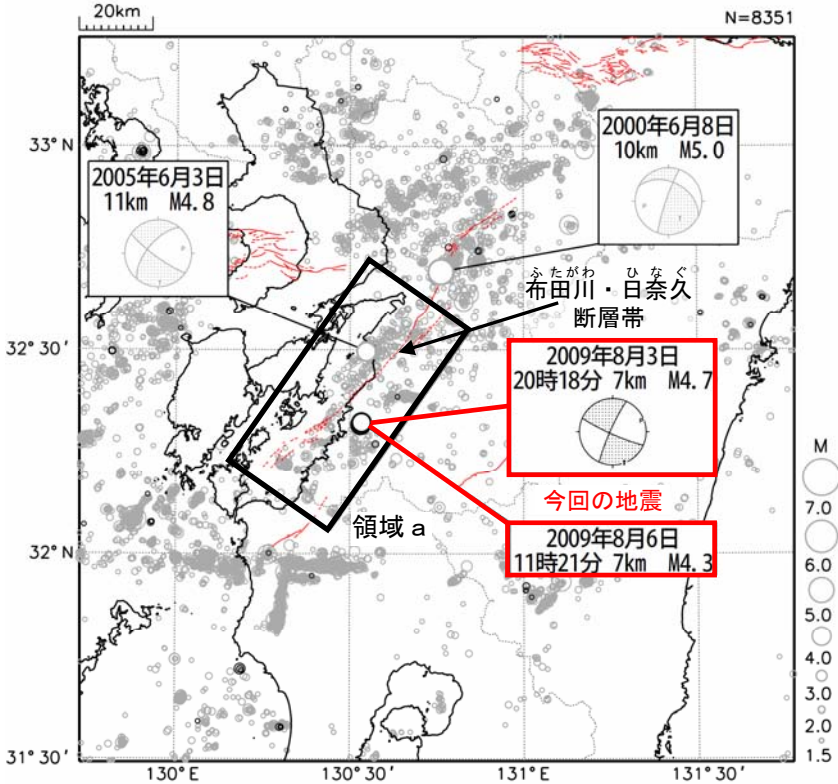 20km
N=8351
33°N
2000年6月8日
10km M5.0
2005年6月3日
11km M4.8
ふたがわ ひなぐ
布田川・日奈久
断層帯
32°30′
2009年8月3日
20時18分 7km M4.7
P
T
今回の地震
2009年8月6日
11時21分 7km M4.3
領域a
32°N
31°30′
130°E
130.5°
131°E
131.5°
M
7.0
6.0
5.0
4.0
3.0
2.0
1.5